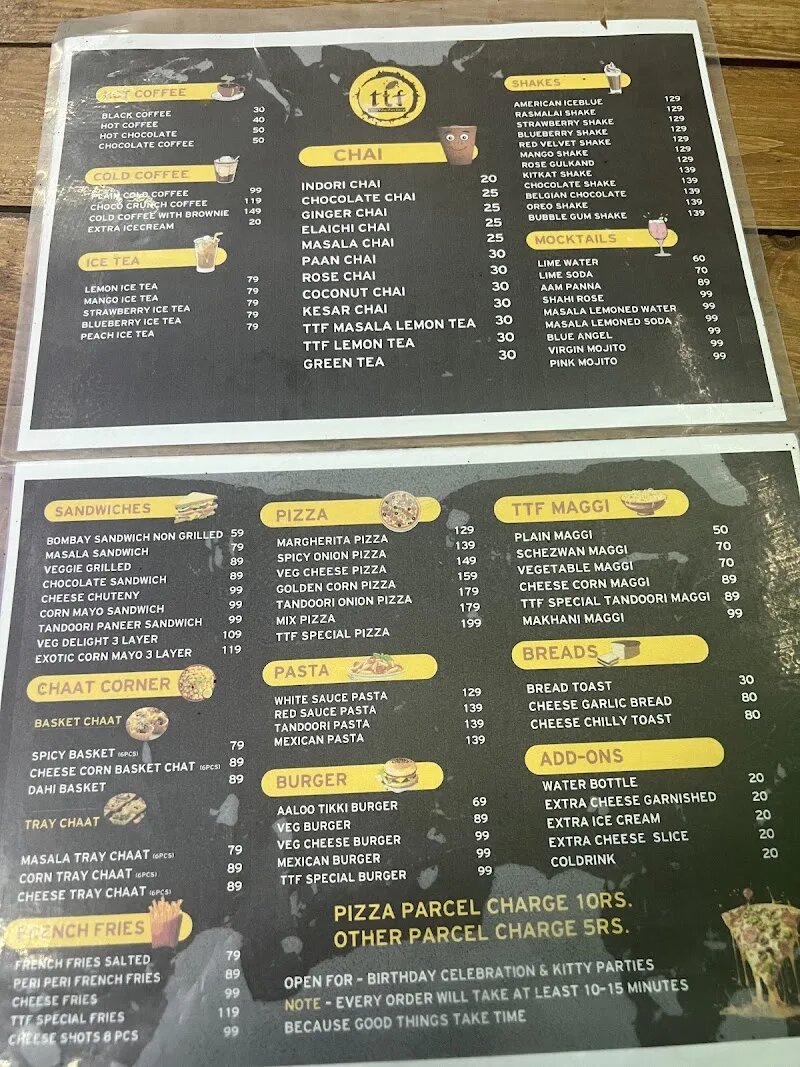 ttf
HOT COFFEE
BLACK COFFEE 30
HOT COFFEE 40
HOT CHOCOLATE 50
CHOCOLATE COFFEE 50
COLD COFFEE
PLAIN COLD COFFEE 99
CHOCO CRUNCH COFFEE 119
COLD COFFEE WITH BROWNIE 149
EXTRA ICECREAM 20
ICE TEA
LEMON ICE TEA 79
MANGO ICE TEA 79
STRAWBERRY ICE TEA 79
BLUEBERRY ICE TEA 79
PEACH ICE TEA 79
CHAI
INDORI CHAI 20
CHOCOLATE CHAI 25
GINGER CHAI 25
ELAICHI CHAI 25
MASALA CHAI 25
PAAN CHAI 30
ROSE CHAI 30
COCONUT CHAI 30
KESAR CHAI 30
TTF MASALA LEMON TEA 30
TTF LEMON TEA 30
GREEN TEA 30
SHAKES
AMERICAN ICEBLUE 129
RASMALAI SHAKE 129
STRAWBERRY SHAKE 129
BLUEBERRY SHAKE 129
RED VELVET SHAKE 129
MANGO SHAKE 129
ROSE GULKAND 129
KITKAT SHAKE 139
CHOCOLATE SHAKE 139
BELGIAN CHOCOLATE 139
OREO SHAKE 139
BUBBLE GUM SHAKE 139
MOCKTAILS
LIME WATER 60
LIME SODA 70
AAM PANNA 89
SHAHI ROSE 99
MASALA LEMONED WATER 99
MASALA LEMONED SODA 99
BLUE ANGEL 99
VIRGIN MOJITO 99
PINK MOJITO 99
SANDWICHES
BOMBAY SANDWICH NON GRILLED 59
MASALA SANDWICH 79
VEGGIE GRILLED 89
CHOCOLATE SANDWICH 89
CHEESE CHUTENY 99
CORN MAYO SANDWICH 99
TANDOORI PANEER SANDWICH 99
VEG DELIGHT 3 LAYER 109
EXOTIC CORN MAYO 3 LAYER 119
CHAAT CORNER
BASKET CHAAT
SPICY BASKET (6PCS) 79
CHEESE CORN BASKET CHAT (6PCS) 89
DAHI BASKET 89
TRAY CHAAT
MASALA TRAY CHAAT (6PCS) 79
CORN TRAY CHAAT (6PCS) 89
CHEESE TRAY CHAAT (6PCS) 89
FRENCH FRIES
FRENCH FRIES SALTED 79
PERI PERI FRENCH FRIES 89
CHEESE FRIES 99
TTF SPECIAL FRIES 119
CHEESE SHOTS 8 PCS 99
PIZZA
MARGHERITA PIZZA 129
SPICY ONION PIZZA 139
VEG CHEESE PIZZA 149
GOLDEN CORN PIZZA 159
TANDOORI ONION PIZZA 179
MIX PIZZA 179
TTF SPECIAL PIZZA 199
PASTA
WHITE SAUCE PASTA 129
RED SAUCE PASTA 139
TANDOORI PASTA 139
MEXICAN PASTA 139
BURGER
AALOO TIKKI BURGER 69
VEG BURGER 89
VEG CHEESE BURGER 99
MEXICAN BURGER 99
TTF SPECIAL BURGER 99
TTF MAGGI
PLAIN MAGGI 50
SCHEZWAN MAGGI 70
VEGETABLE MAGGI 70
CHEESE CORN MAGGI 89
TTF SPECIAL TANDOORI MAGGI 89
MAKHANI MAGGI 99
BREADS
BREAD TOAST 30
CHEESE GARLIC BREAD 80
CHEESE CHILLY TOAST 80
ADD-ONS
WATER BOTTLE 20
EXTRA CHEESE GARNISHED 20
EXTRA ICE CREAM 20
EXTRA CHEESE SLICE 20
COLDRINK 20
PIZZA PARCEL CHARGE 10RS.
OTHER PARCEL CHARGE 5RS.
OPEN FOR - BIRTHDAY CELEBRATION & KITTY PARTIES
NOTE - EVERY ORDER WILL TAKE AT LEAST 10-15 MINUTES
BECAUSE GOOD THINGS TAKE TIME